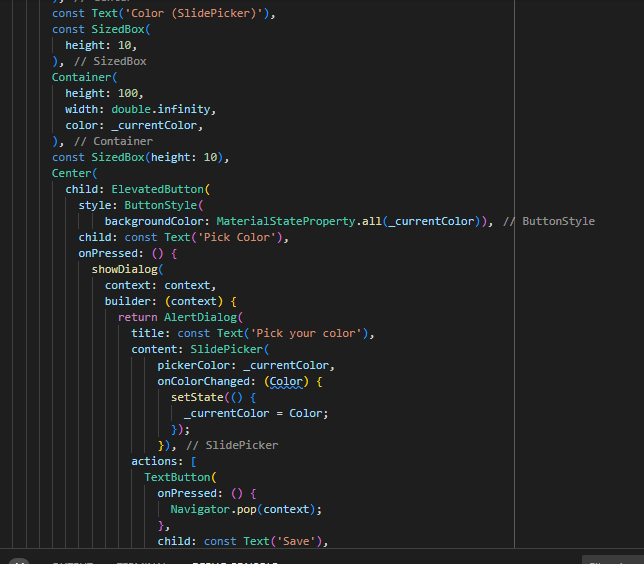 const Text('Color (SlidPicker)'),
const SizedBox(
height: 10,
), // SizedBox
Container(
height: 100,
width: double.infinity,
color: _currentColor,
), // Container
const SizedBox(height: 10),
Center(
child: ElevatedButton(
style: ButtonStyle(
backgroundColor: MaterialStateProperty.all(_currentColor)), // ButtonStyle
child: const Text('Pick Color'),
onPressed: () {
showDialog(
context: context,
builder: (context) {
return AlertDialog(
title: const Text('Pick your color'),
content: SlidePicker(
pickerColor: _currentColor,
onColorChanged: (Color) {
setState(() {
_currentColor = Color;
});
}), // SlidePicker
actions: [
TextButton(
onPressed: () {
Navigator.pop(context);
},
child: const Text('Save'),